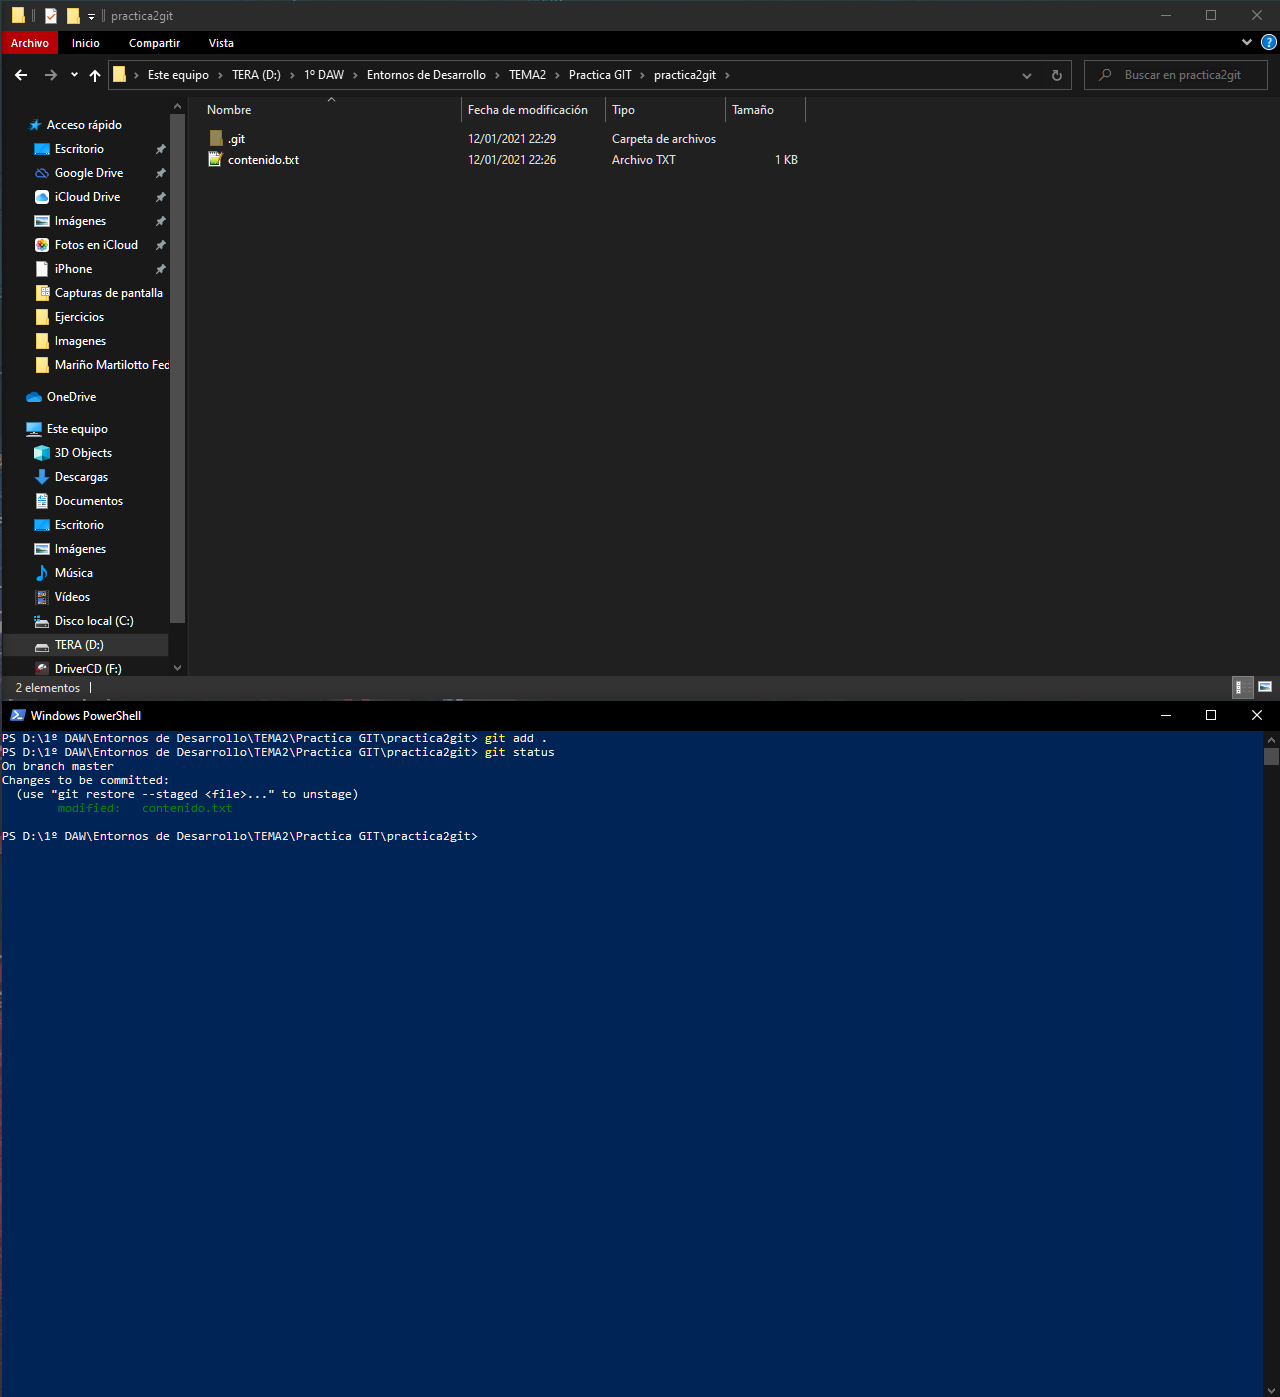 practica2git
Archivo Inicio Compartir Vista
Este equipo > TERA (D:) > 1º DAW > Entornos de Desarrollo > TEMA2 > Practica GIT > practica2git >
Buscar en practica2git
Nombre Fecha de modificación Tipo Tamaño
.git 12/01/2021 22:29 Carpeta de archivos
contenido.txt 12/01/2021 22:26 Archivo TXT 1 KB
Acceso rápido
Escritorio
Google Drive
iCloud Drive
Imágenes
Fotos en iCloud
iPhone
Capturas de pantalla
Ejercicios
Imagenes
Mariño Martilotto Fed
OneDrive
Este equipo
3D Objects
Descargas
Documentos
Escritorio
Imágenes
Música
Vídeos
Disco local (C:)
TERA (D:)
DriverCD (F:)
2 elementos
Windows PowerShell
PS D:\1º DAW\Entornos de Desarrollo\TEMA2\Practica GIT\practica2git> git add .
PS D:\1º DAW\Entornos de Desarrollo\TEMA2\Practica GIT\practica2git> git status
On branch master
Changes to be committed:
(use "git restore --staged <file>..." to unstage)
modified: contenido.txt
PS D:\1º DAW\Entornos de Desarrollo\TEMA2\Practica GIT\practica2git>